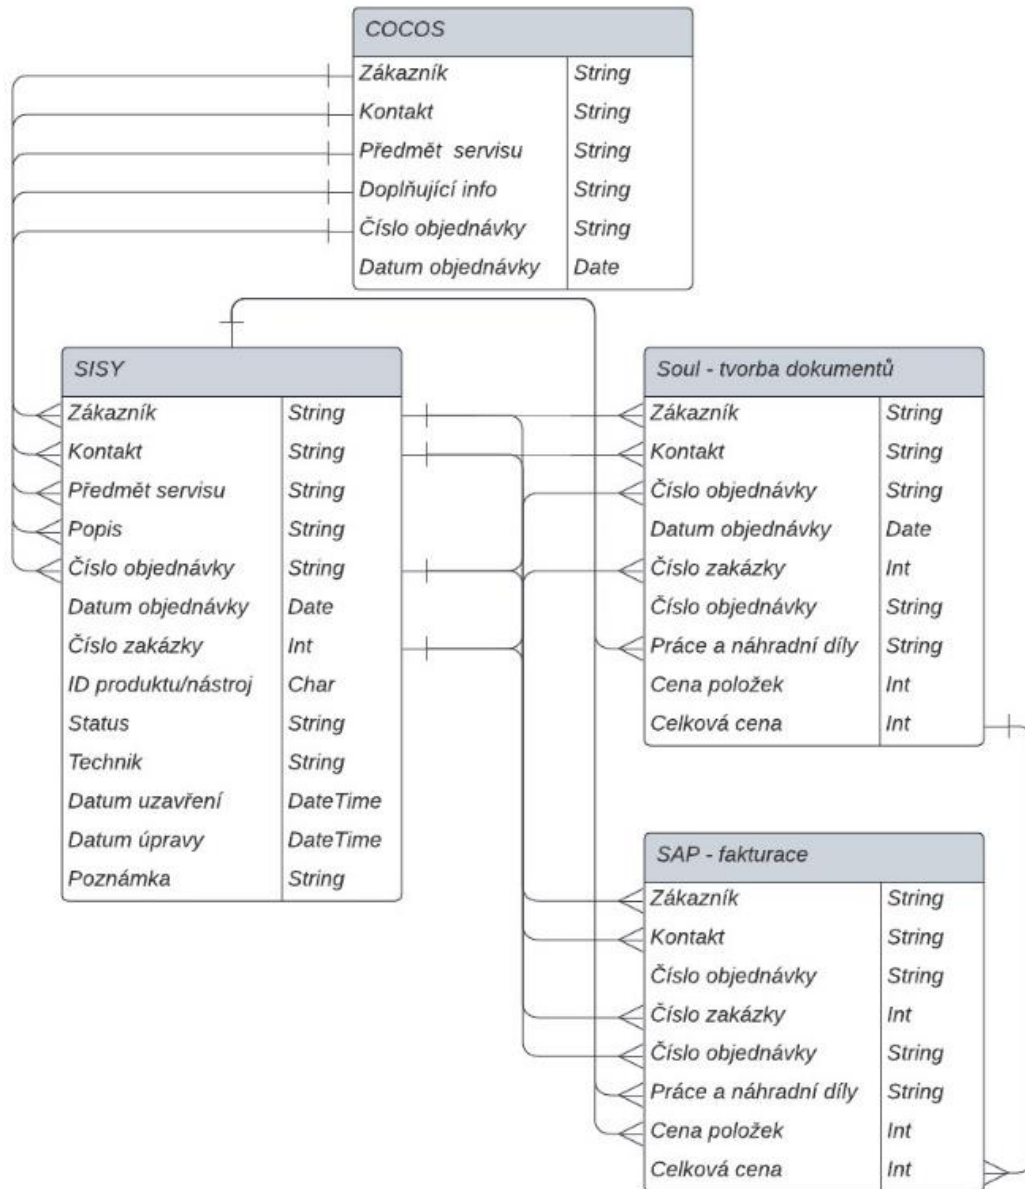 COCOS
Zákazník String
Kontakt String
Předmět servisu String
Doplňující info String
Číslo objednávky String
Datum objednávky Date
SISY
Zákazník String
Kontakt String
Předmět servisu String
Popis String
Číslo objednávky String
Datum objednávky Date
Číslo zakázky Int
ID produktu/nástroj Char
Status String
Technik String
Datum uzavření DateTime
Datum úpravy DateTime
Poznámka String
Soul - tvorba dokumentů
Zákazník String
Kontakt String
Číslo objednávky String
Datum objednávky Date
Číslo zakázky Int
Číslo objednávky String
Práce a náhradní díly String
Cena položek Int
Celková cena Int
SAP - fakturace
Zákazník String
Kontakt String
Číslo objednávky String
Číslo zakázky Int
Číslo objednávky String
Práce a náhradní díly String
Cena položek Int
Celková cena Int